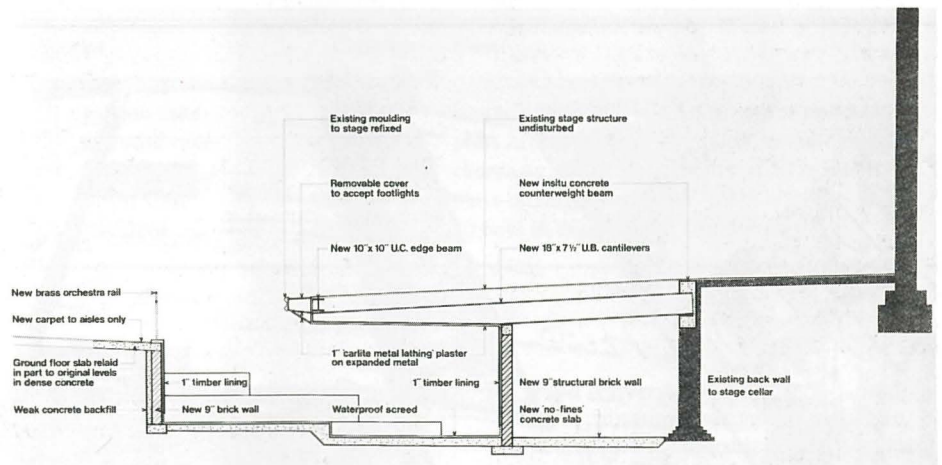 Existing moulding
to stage refixed
Existing stage structure
undisturbed
Removable cover
to accept footlights
New insitu concrete
counterweight beam
New 10"x 10" U.C. edge beam
New 18"x 7½" U.B. cantilevers
New brass orchestra rail
New carpet to aisles only
Ground floor slab relaid
in part to original levels
in dense concrete
1" 'carlite metal lathing' plaster
on expanded metal
1" timber lining
1" timber lining
New 9" structural brick wall
Existing back wall
to stage cellar
Weak concrete backfill
New 9" brick wall
Waterproof screed
New 'no-fines'
concrete slab